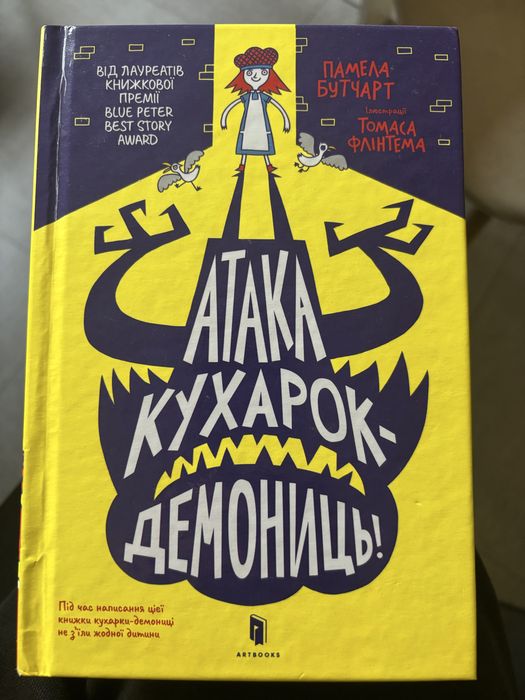 ВІД ЛАУРЕАТІВ
КНИЖКОВОЇ
ПРЕМІЇ
BLUE PETER
BEST STORY
AWARD
ПАМЕЛА
БУТЧАРТ
Ілюстрації
ТОМАСА
ФЛІНТЕМА
АТАКА
КУХАРОК-
ДЕМОНИЦЬ!
Під час написання цієї
книжки кухарки-демониці
не з'їли жодної дитини
ARTBOOKS